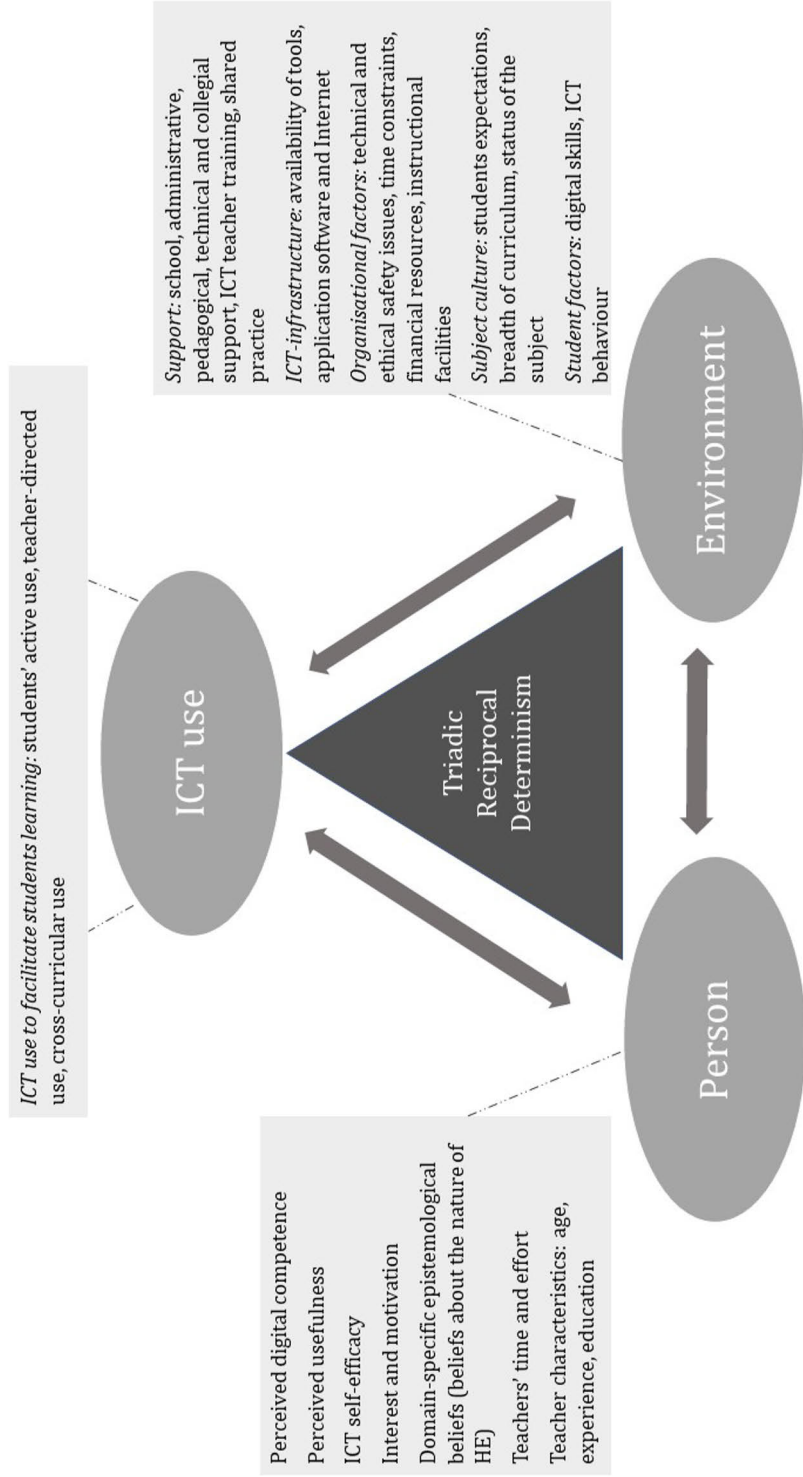 ICT use to facilitate students learning: students’ active use, teacher-directed
use, cross-curricular use
ICT use
Perceived digital competence
Perceived usefulness
ICT self-efficacy
Interest and motivation
Domain-specific epistemological
beliefs (beliefs about the nature of
HE)
Teachers’ time and effort
Teacher characteristics: age,
experience, education
Triadic
Reciprocal
Determinism
Support: school, administrative,
pedagogical, technical and collegial
support, ICT teacher training, shared
practice
ICT-infrastructure: availability of tools,
application software and Internet
Organisational factors: technical and
ethical safety issues, time constraints,
financial resources, instructional
facilities
Subject culture: students expectations,
breadth of curriculum, status of the
subject
Student factors: digital skills, ICT
behaviour
Person
Environment